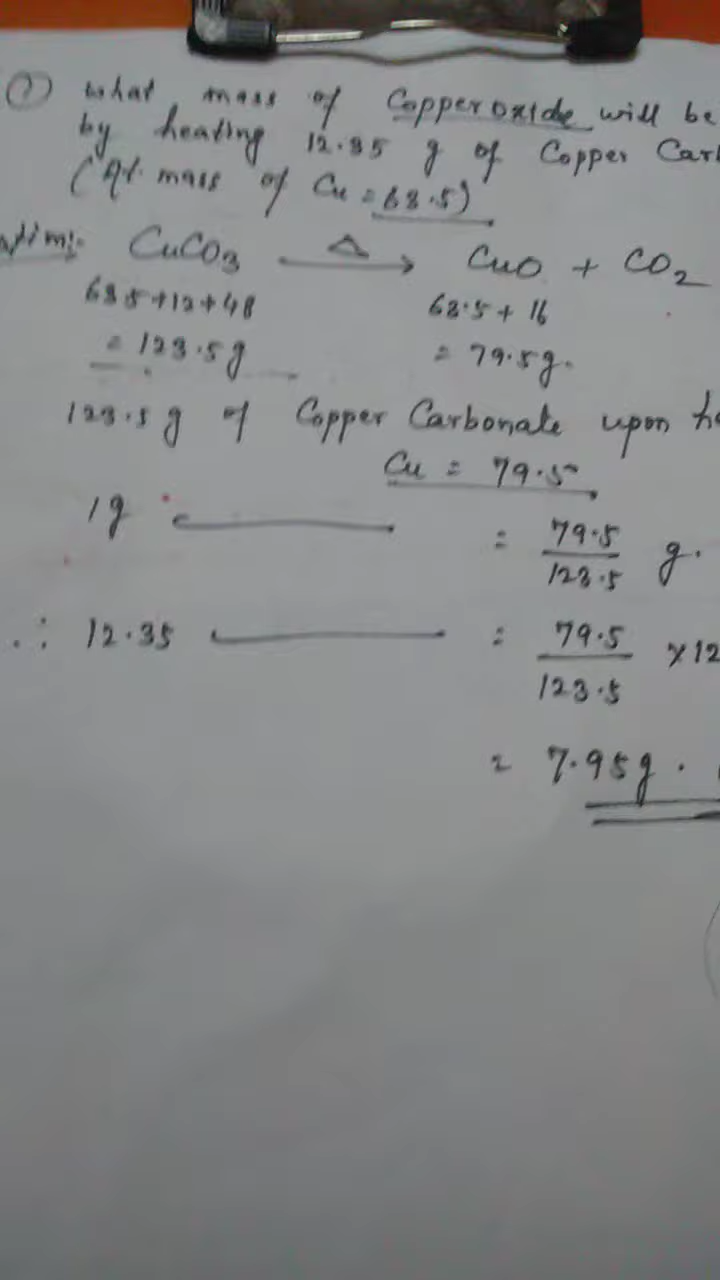 ① what mass of Copper oxide will be
by heating 12.35 g of Copper Carb
(At. mass of Cu = 63.5)
CuCO3 Δ→ CuO + CO2
63.5+12+48 63.5+16
= 123.5g = 79.5g.
123.5 g of Copper Carbonate upon
Cu = 79.5
1g = 79.5/123.5 g.
∴ 12.35 = 79.5/123.5 ×12
= 7.95g.